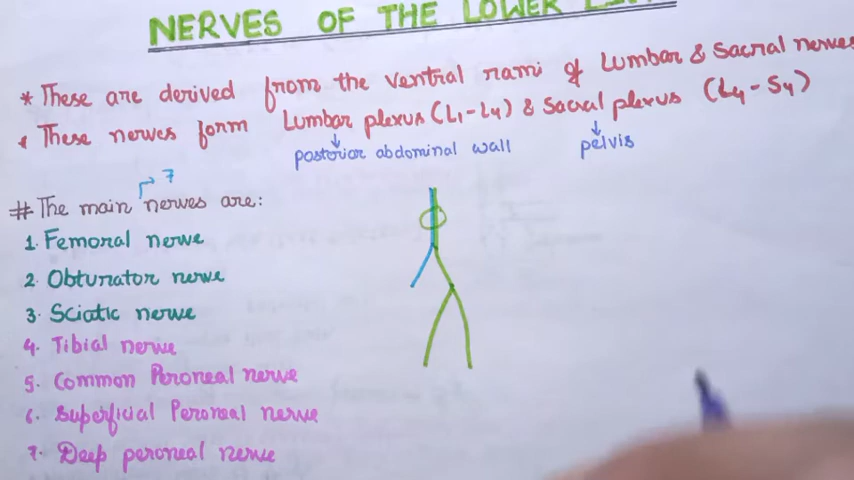 NERVES OF THE LOWER
* These are derived from the ventral rami of Lumbar & Sacral nerves
* These nerves form Lumbar plexus (L1-L4) & Sacral plexus (L4-S4)
posterior abdominal wall pelvis
7
# The main nerves are:
1. Femoral nerve
2. Obturator nerve
3. Sciatic nerve
4. Tibial nerve
5. Common Peroneal nerve
6. Superficial Peroneal nerve
7. Deep peroneal nerve